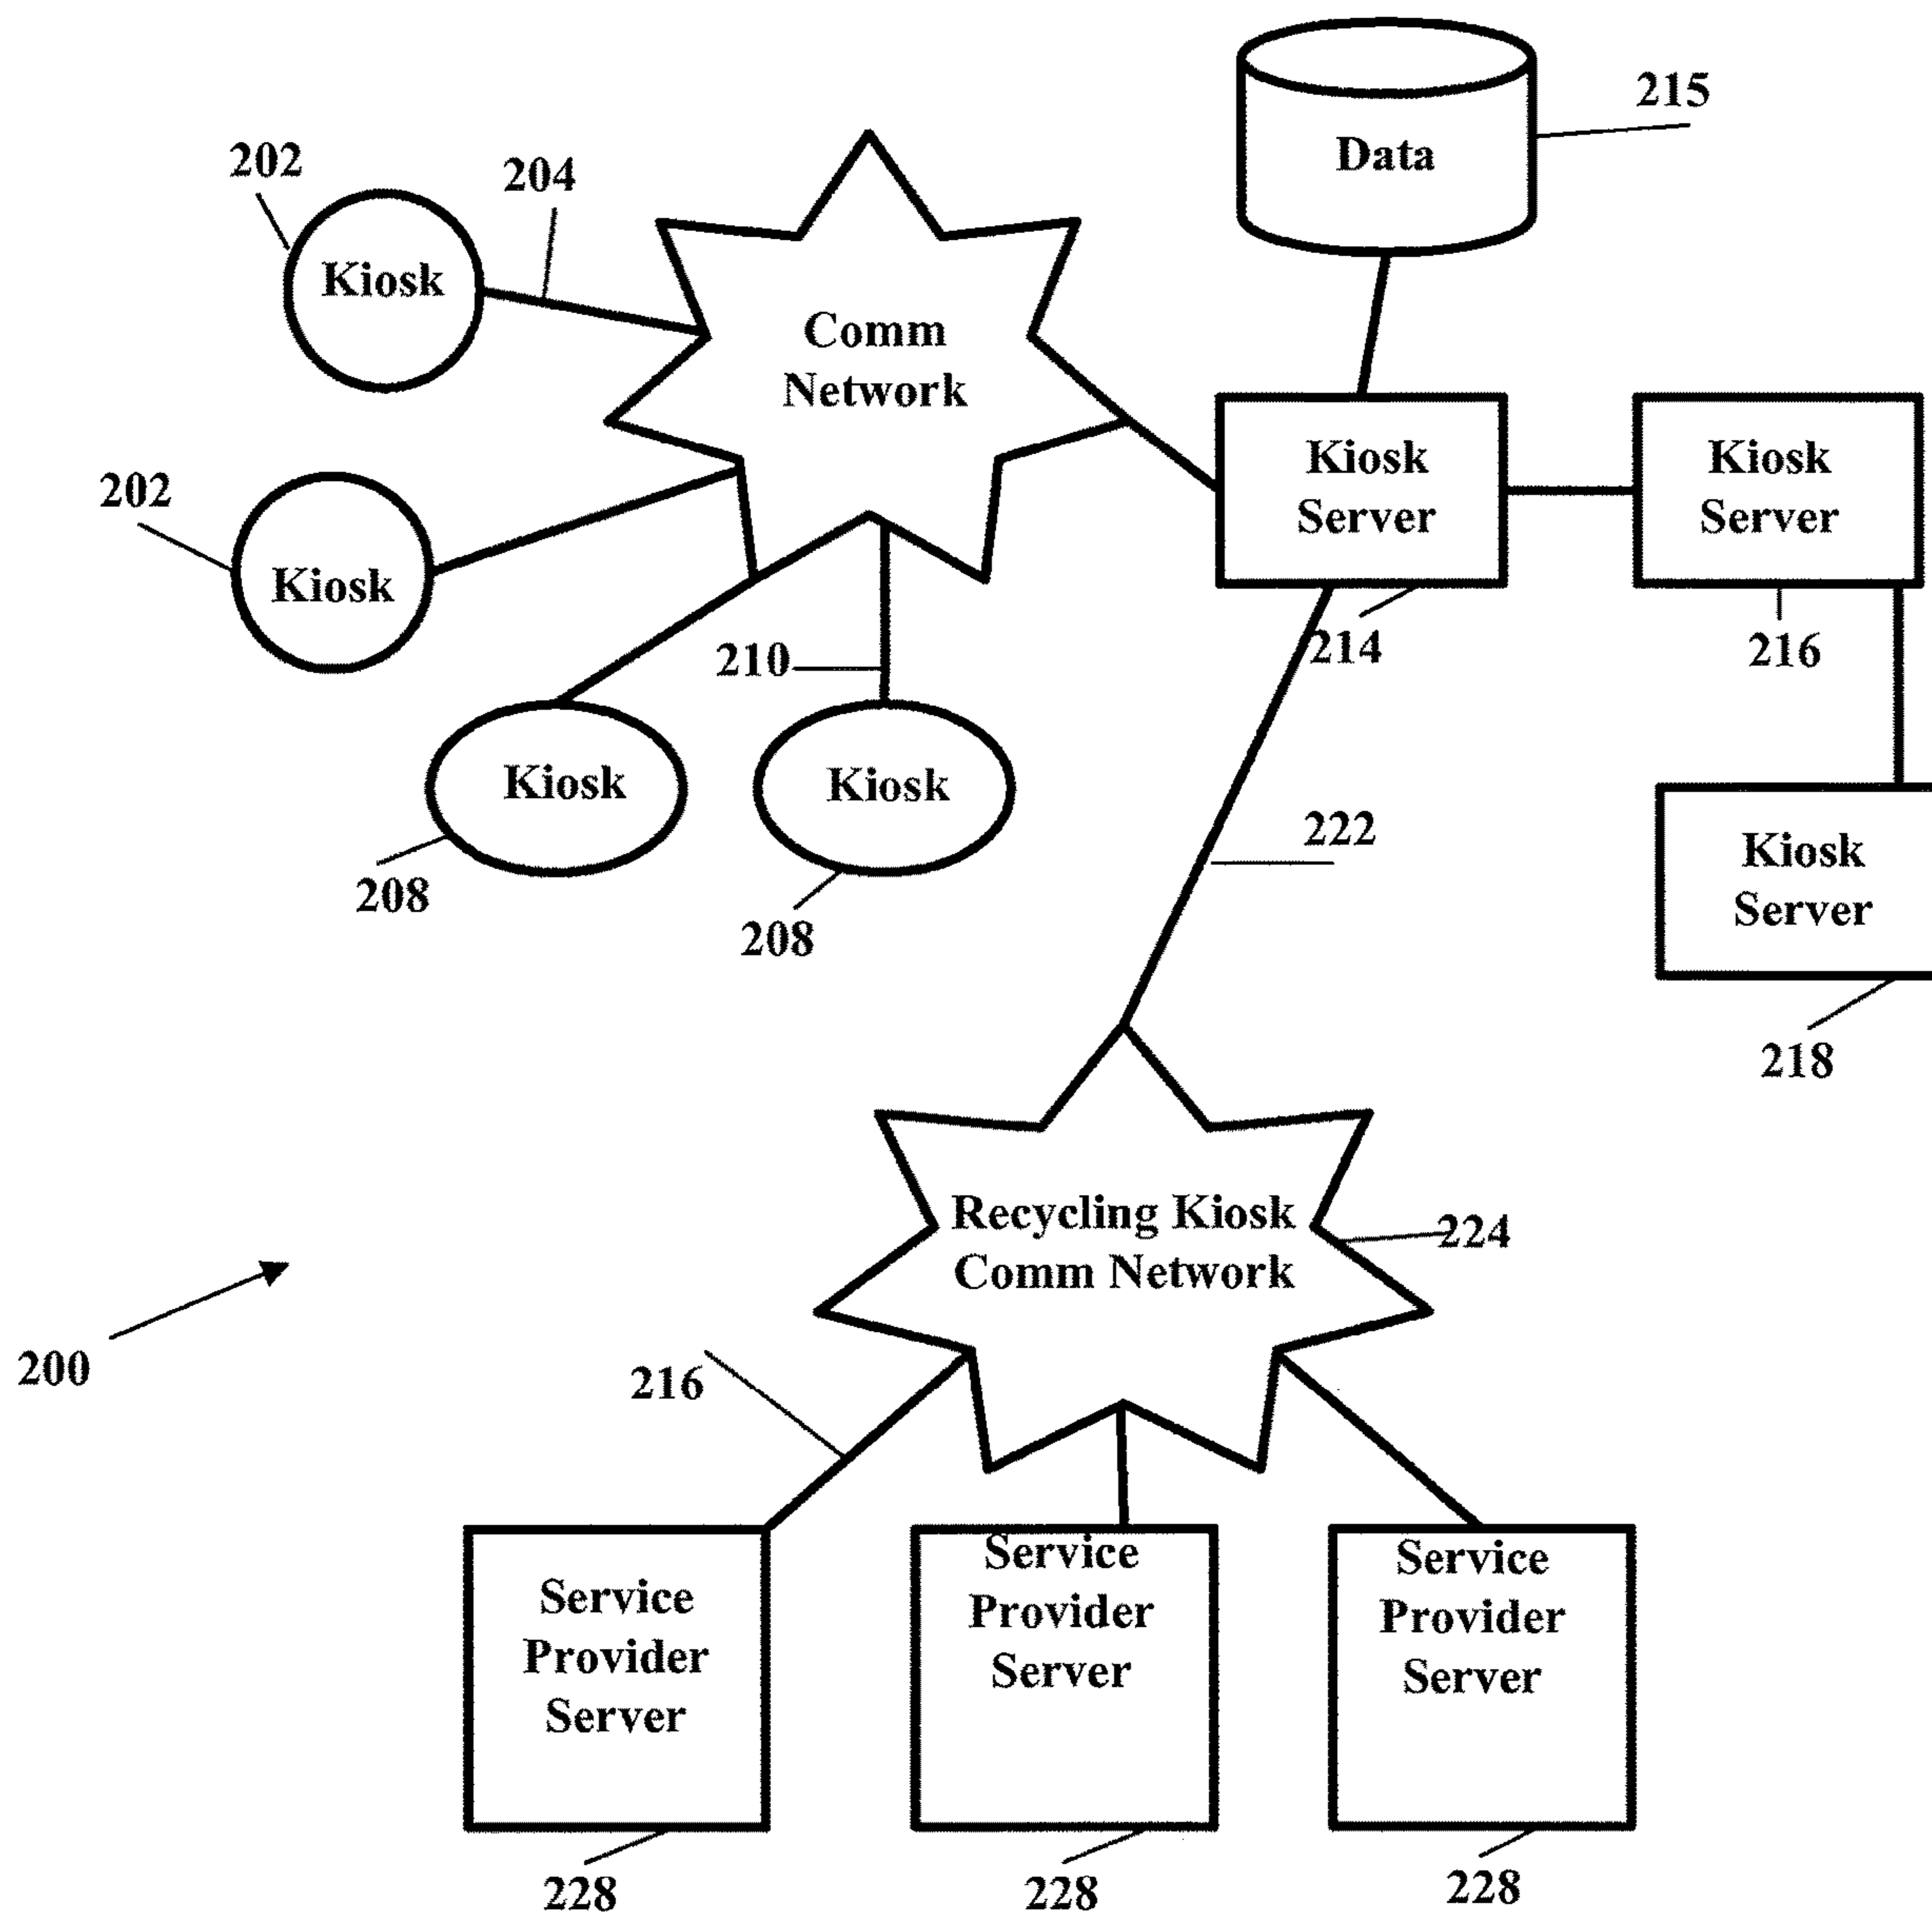 215
Data
202
204
Kiosk
Comm
Network
Kiosk
Server
Kiosk
Server
202
Kiosk
210
214
216
Kiosk
Kiosk
222
208
208
Kiosk
Server
218
Recycling Kiosk
Comm Network
224
200
216
Service
Provider
Server
Service
Provider
Server
Service
Provider
Server
228
228
228